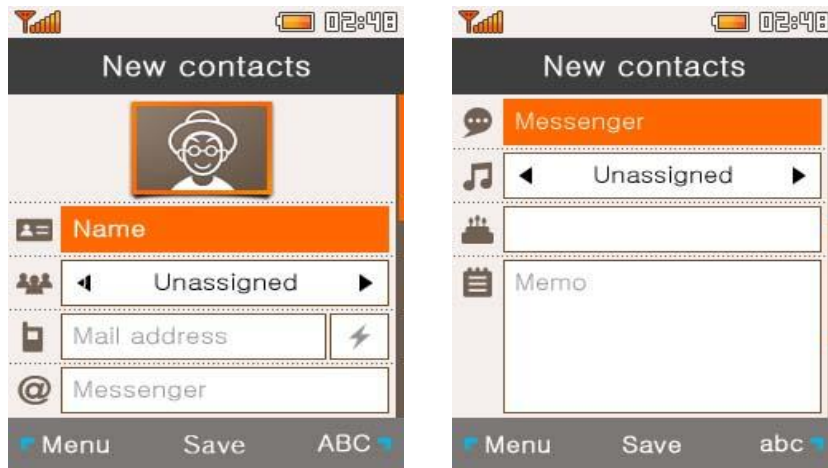 02:48
New contacts
Name
Unassigned
Mail address
Messenger
Menu Save ABC
02:48
New contacts
Messenger
Unassigned
Memo
Menu Save abc